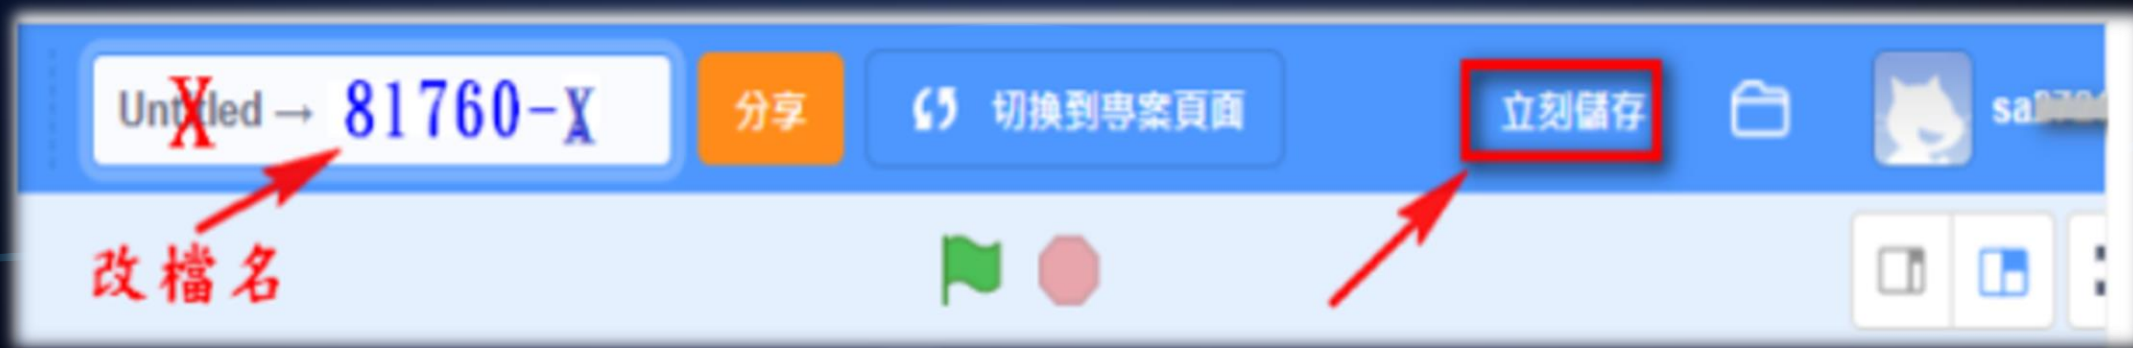 Untitled → 81760-X 分享 切換到專案頁面 立刻儲存
X
改檔名